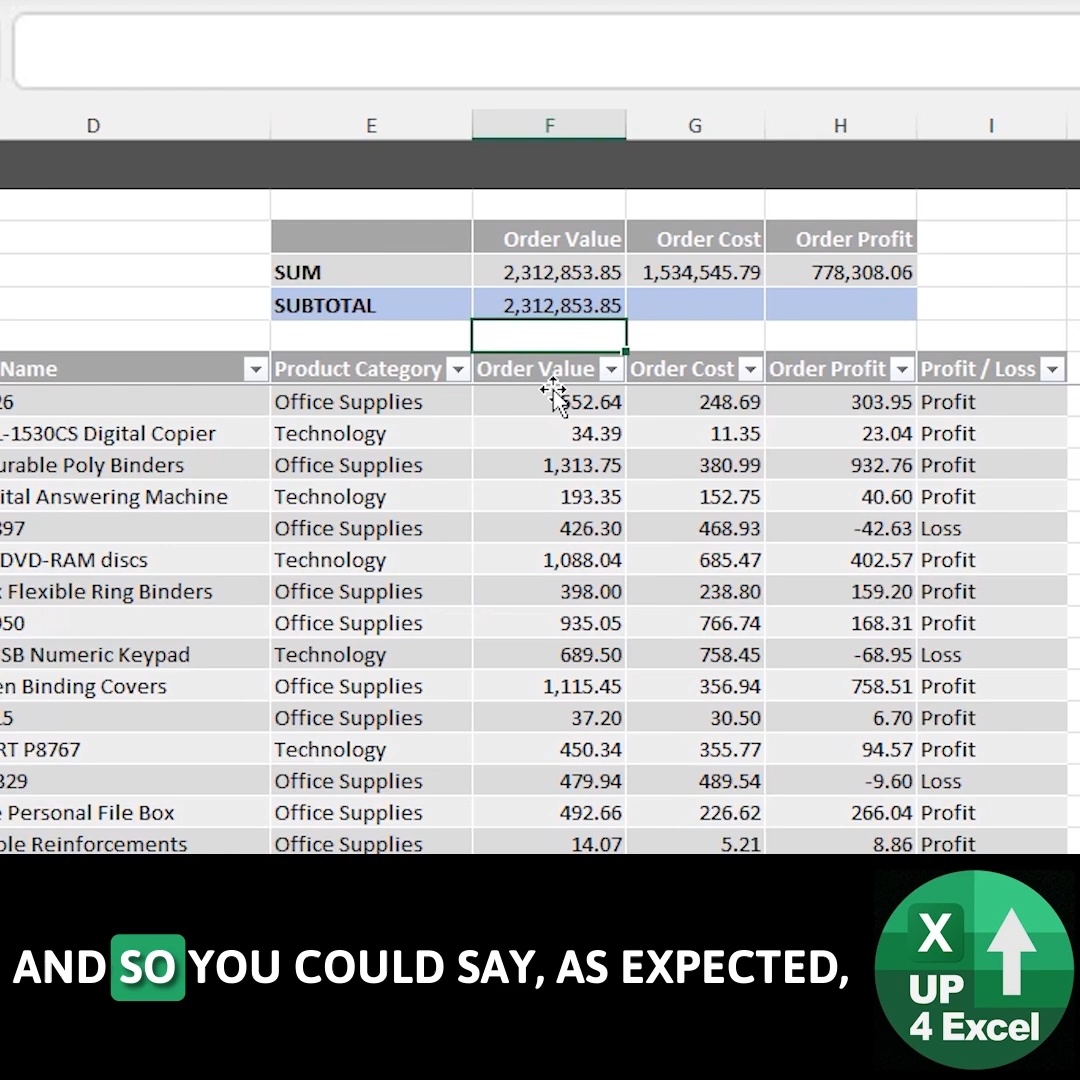 D E F G H I
Order Value Order Cost Order Profit
SUM 2,312,853.85 1,534,545.79 778,308.06
SUBTOTAL 2,312,853.85
Name Product Category Order Value Order Cost Order Profit Profit / Loss
26 Office Supplies 552.64 248.69 303.95 Profit
L-1530CS Digital Copier Technology 34.39 11.35 23.04 Profit
urable Poly Binders Office Supplies 1,313.75 380.99 932.76 Profit
ital Answering Machine Technology 193.35 152.75 40.60 Profit
397 Office Supplies 426.30 468.93 -42.63 Loss
DVD-RAM discs Technology 1,088.04 685.47 402.57 Profit
Flexible Ring Binders Office Supplies 398.00 238.80 159.20 Profit
950 Office Supplies 935.05 766.74 168.31 Profit
SB Numeric Keypad Technology 689.50 758.45 -68.95 Loss
en Binding Covers Office Supplies 1,115.45 356.94 758.51 Profit
15 Office Supplies 37.20 30.50 6.70 Profit
RT P8767 Technology 450.34 355.77 94.57 Profit
329 Office Supplies 479.94 489.54 -9.60 Loss
e Personal File Box Office Supplies 492.66 226.62 266.04 Profit
ble Reinforcements Office Supplies 14.07 5.21 8.86 Profit
AND SO YOU COULD SAY, AS EXPECTED,
X
UP
4 Excel